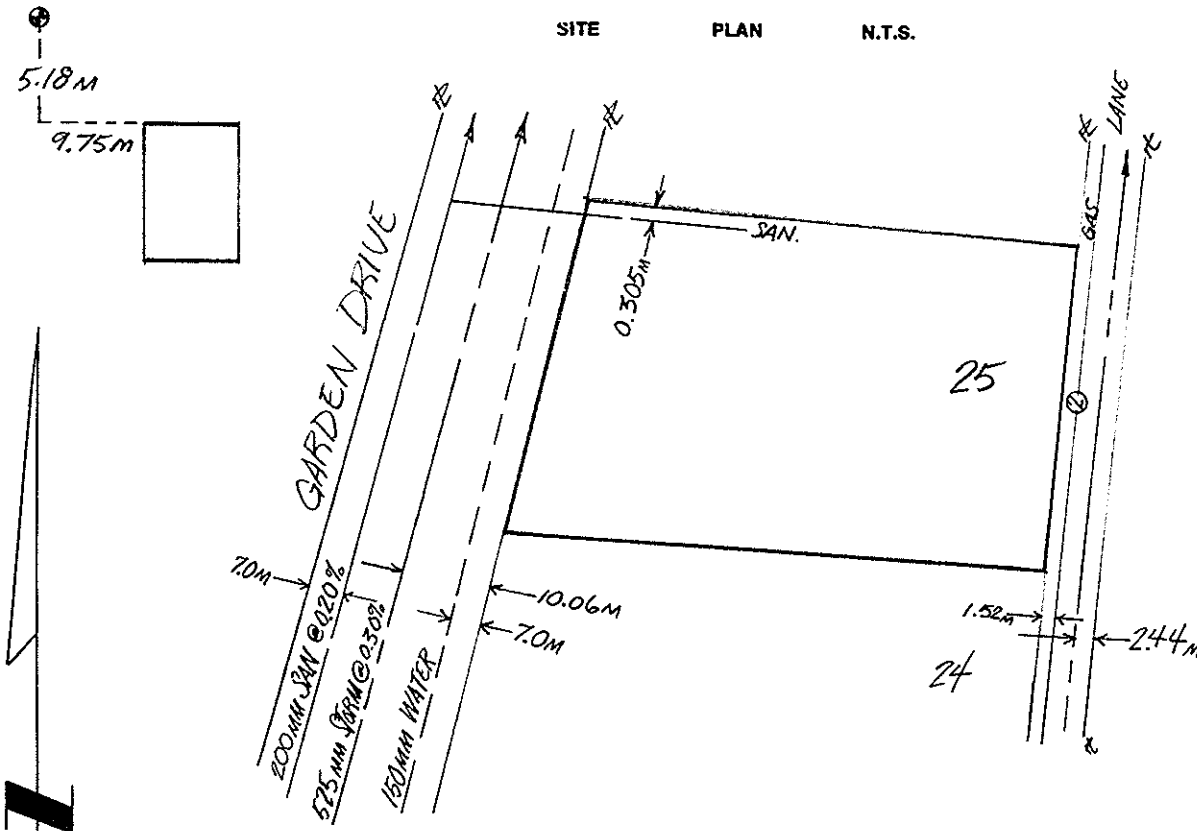 SITE PLAN N.T.S.
5.18M
9.75M
LANE
GAS
GARDEN DRIVE
SAN.
0.305M
25
2
7.0M
10.06M
7.0M
1.52M
2.44M
24
200MM SAN @ 0.20%
525MM STORM @ 0.30%
150MM WATER